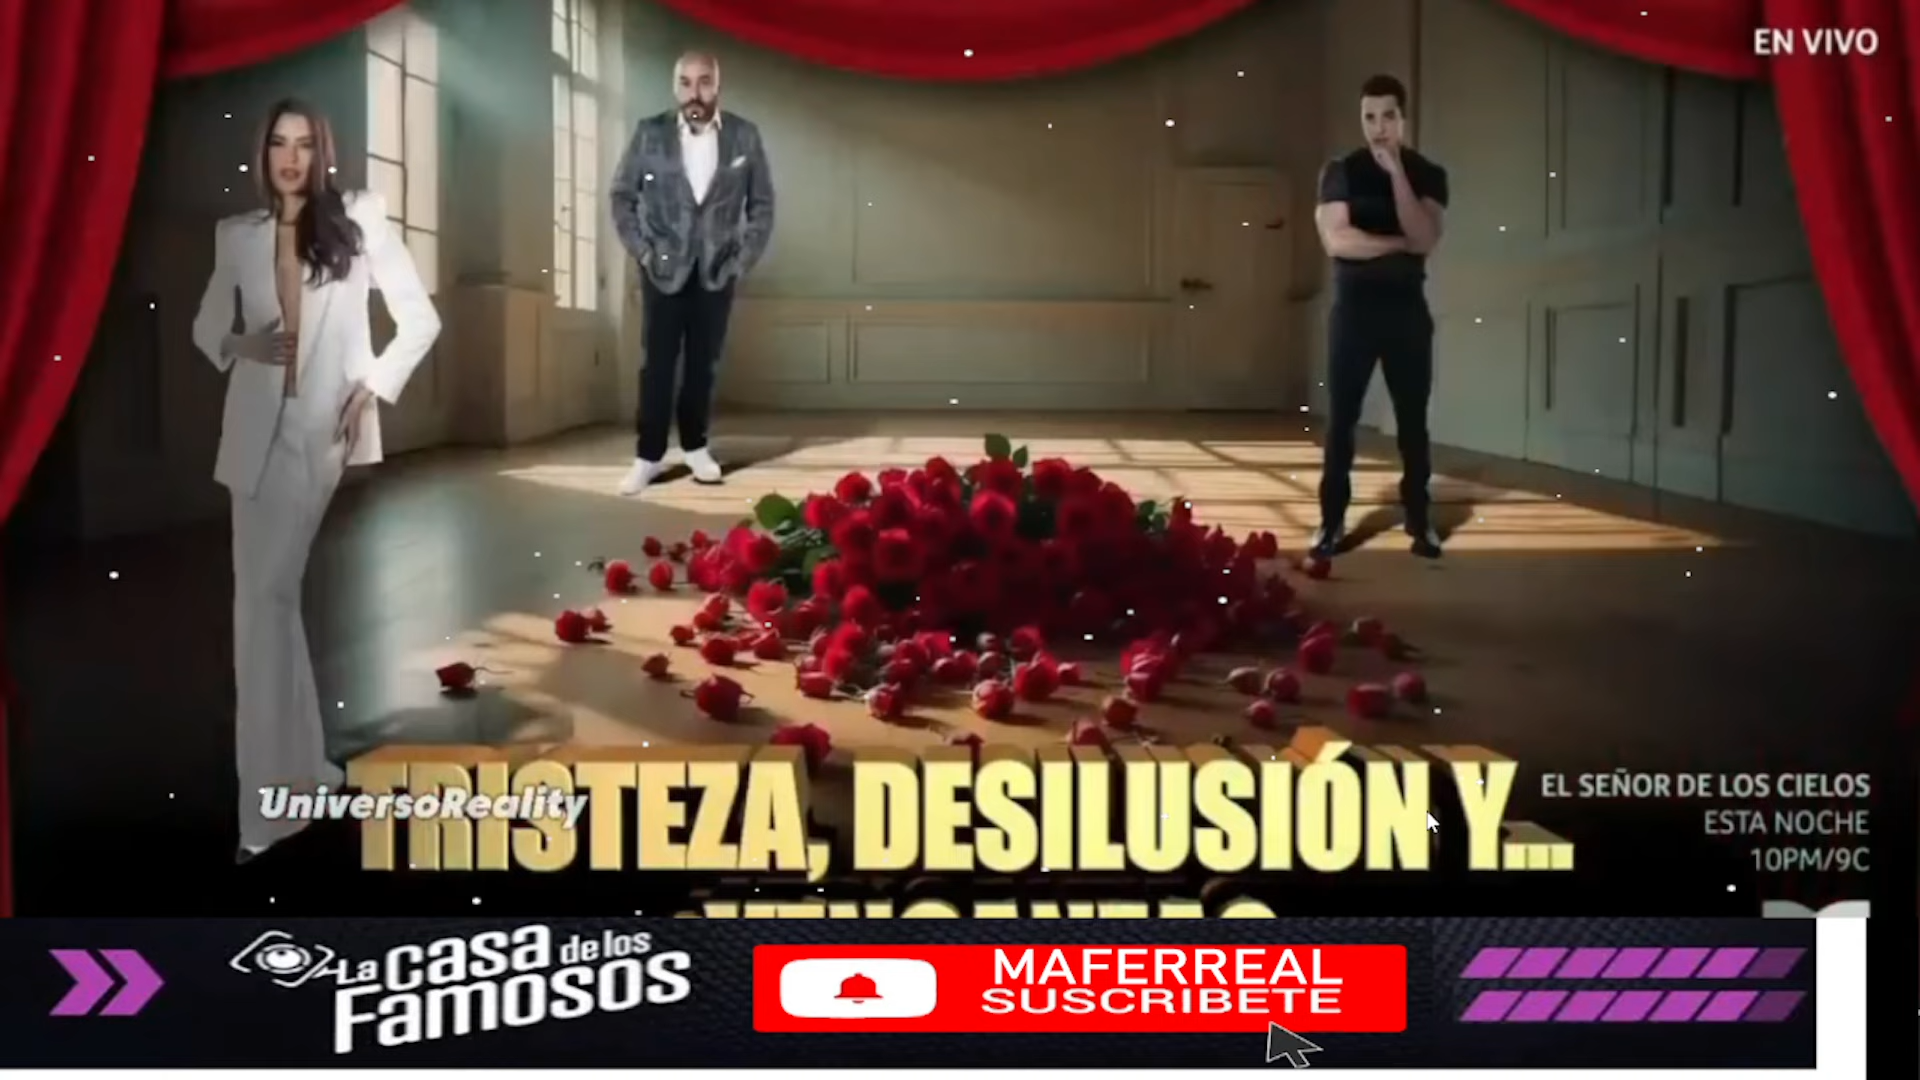 EN VIVO
TRISTEZA, DESILUSIÓN Y...
UniversoReality
EL SEÑOR DE LOS CIELOS
ESTA NOCHE
10PM/9C
La casa de los
Famosos
MAFERREAL
SUSCRIBETE